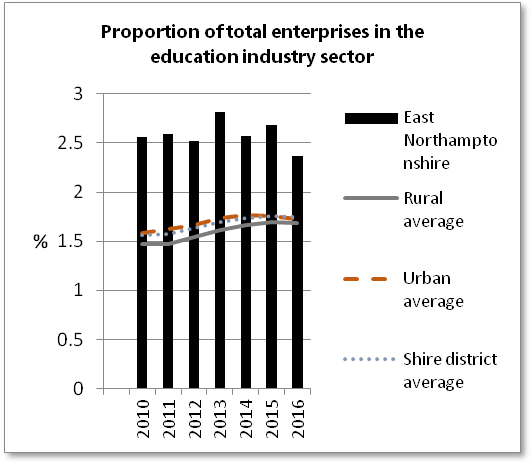 Proportion of total enterprises in the
education industry sector
3
2.5
2
1.5
1
0.5
0
%
2010
2011
2012
2013
2014
2015
2016
East
Northampto
nshire
Rural
average
Urban
average
Shire district
average